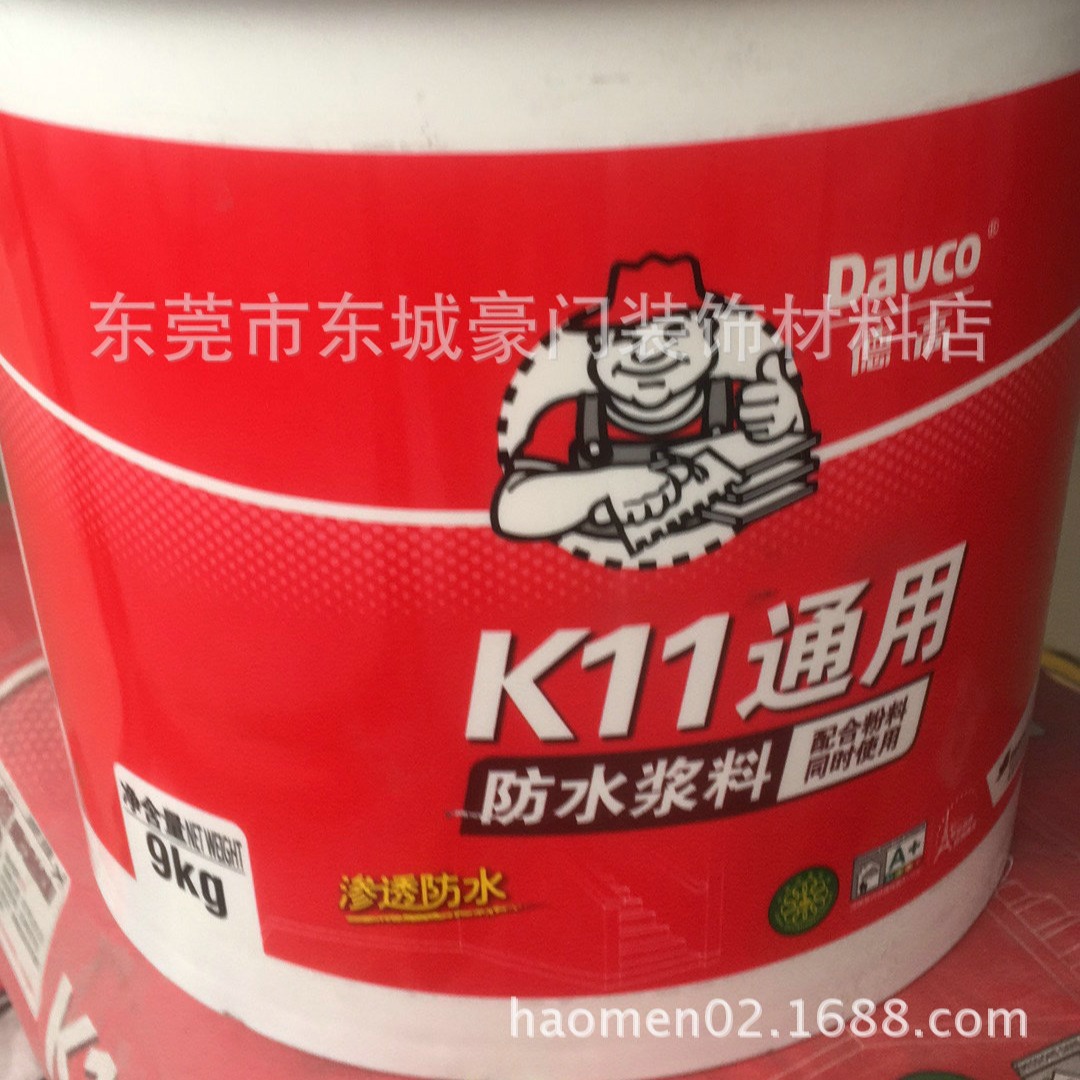 Davco®
德高
东莞市东城豪门装饰材料店
K11通用
防水浆料
配合粉料
同时使用
净含量NET WEIGHT
9kg
渗透防水
A+
haomen02.1688.com